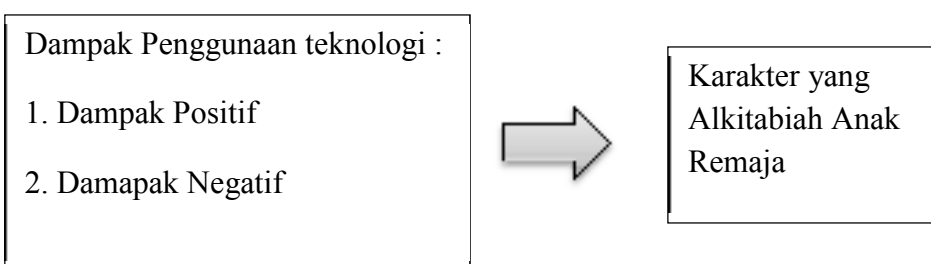 Dampak Penggunaan teknologi :
1. Dampak Positif
2. Damapak Negatif
Karakter yang
Alkitabiah Anak
Remaja